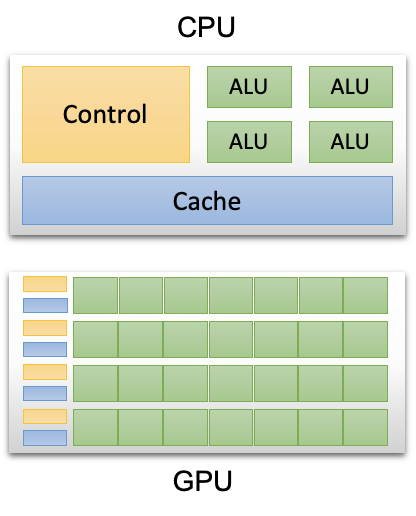 CPU
Control
ALU ALU
ALU ALU
Cache
GPU